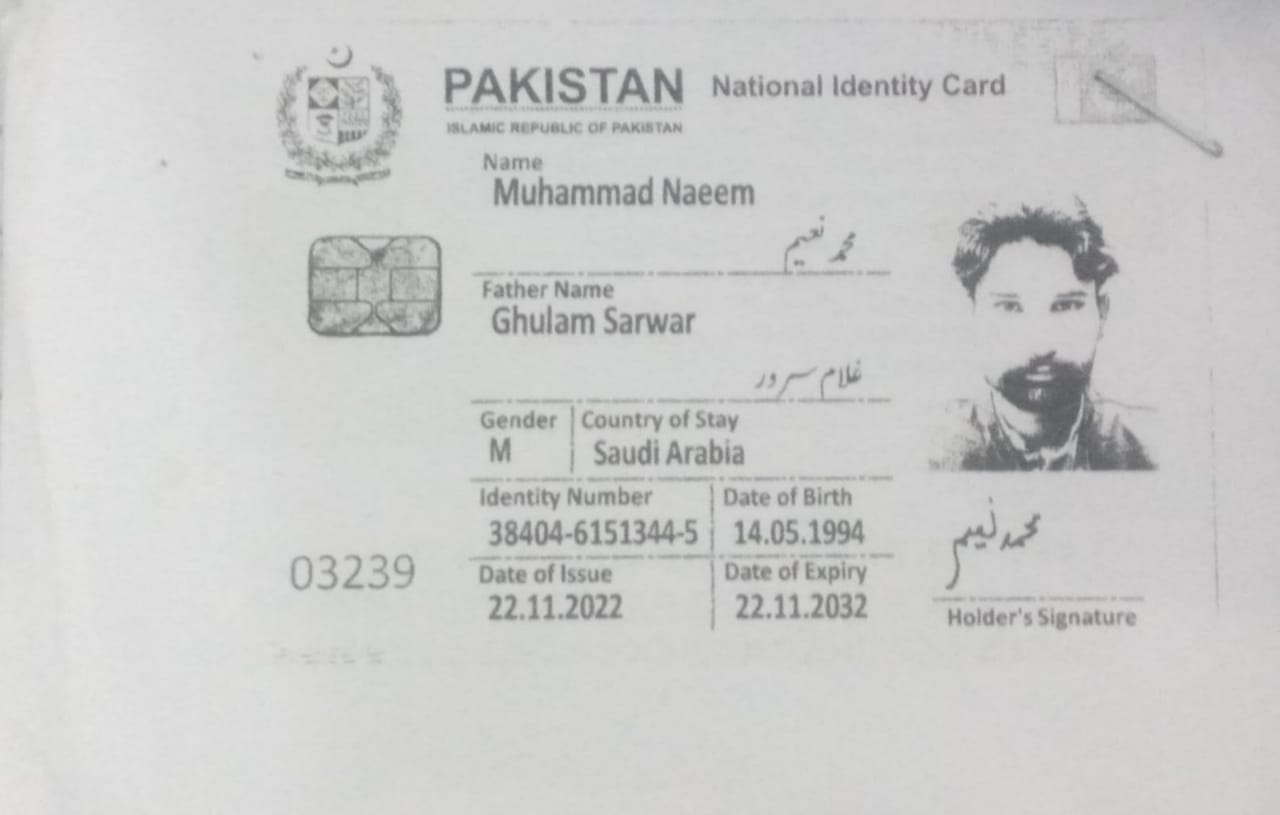 PAKISTAN National Identity Card
ISLAMIC REPUBLIC OF PAKISTAN
Name
Muhammad Naeem
محمد نعیم
Father Name
Ghulam Sarwar
غلام سرور
Gender Country of Stay
M Saudi Arabia
Identity Number Date of Birth
38404-6151344-5 14.05.1994
محمد نعیم
03239
Date of Issue Date of Expiry
22.11.2022 22.11.2032
Holder's Signature